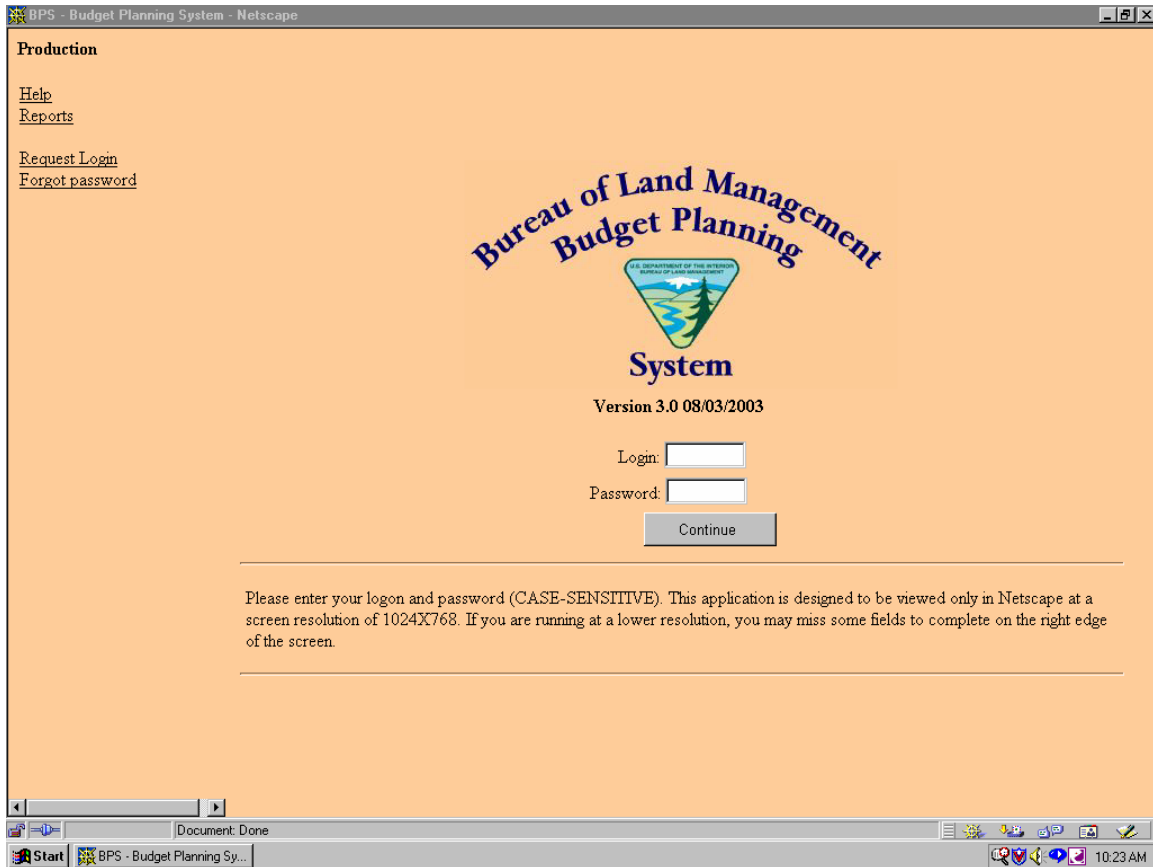 BPS - Budget Planning System - Netscape
Production
Help
Reports
Request Login
Forgot password
Bureau of Land Management
Budget Planning
U.S. DEPARTMENT OF THE INTERIOR
BUREAU OF LAND MANAGEMENT
System
Version 3.0 08/03/2003
Login:
Password:
Continue
Please enter your logon and password (CASE-SENSITIVE). This application is designed to be viewed only in Netscape at a
screen resolution of 1024X768. If you are running at a lower resolution, you may miss some fields to complete on the right edge
of the screen.
Document: Done
Start
BPS - Budget Planning Sy...
10:23 AM